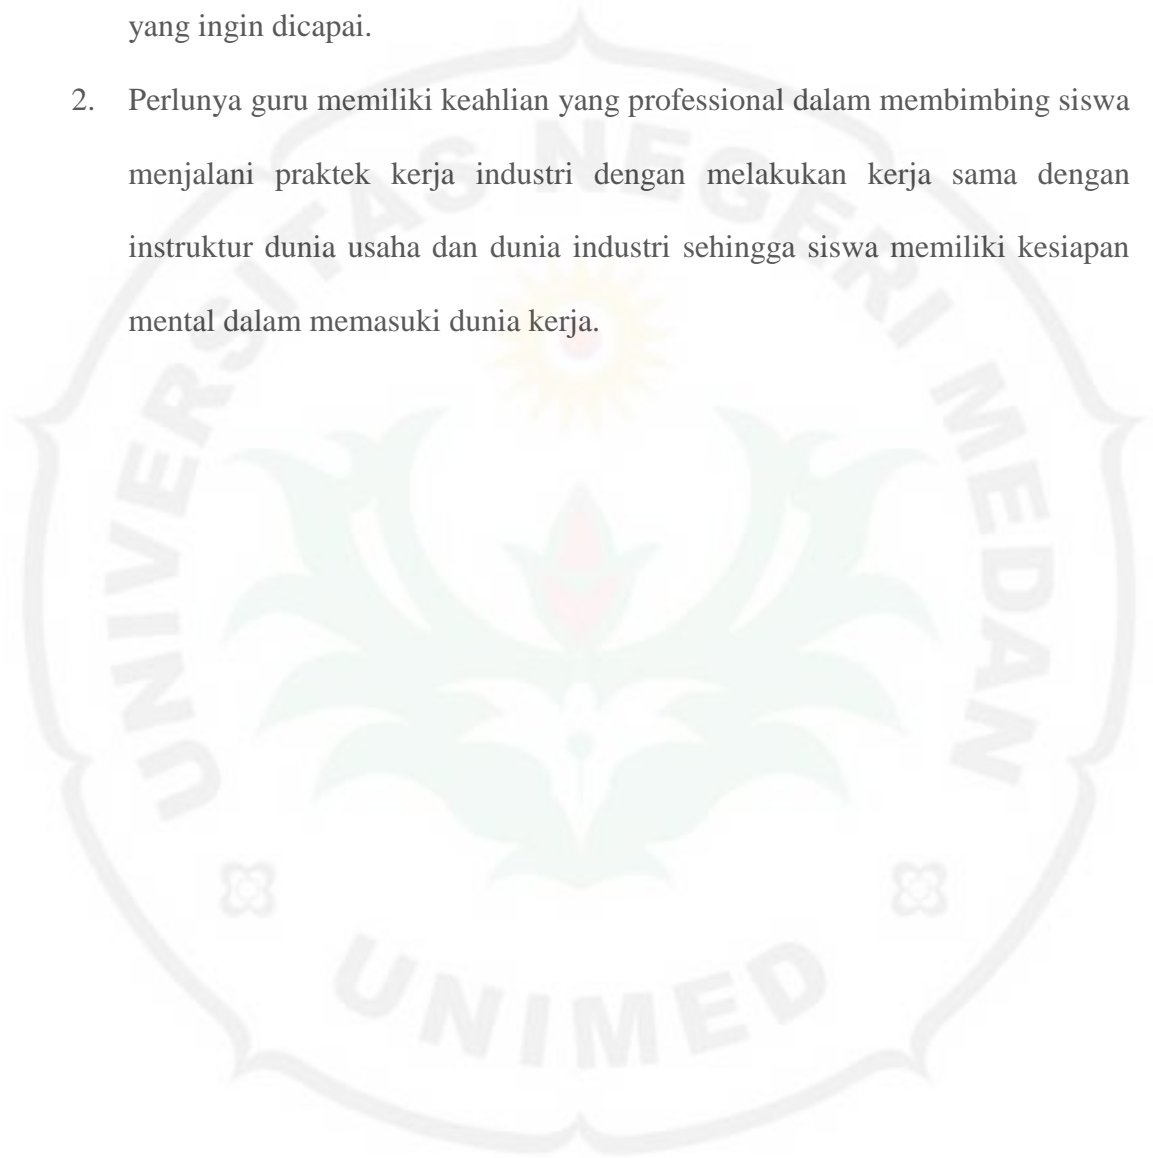 yang ingin dicapai.
2. Perlunya guru memiliki keahlian yang professional dalam membimbing siswa
menjalani praktek kerja industri dengan melakukan kerja sama dengan
instruktur dunia usaha dan dunia industri sehingga siswa memiliki kesiapan
mental dalam memasuki dunia kerja.
UNIVERSITAS NEGERI MEDAN
UNIMED